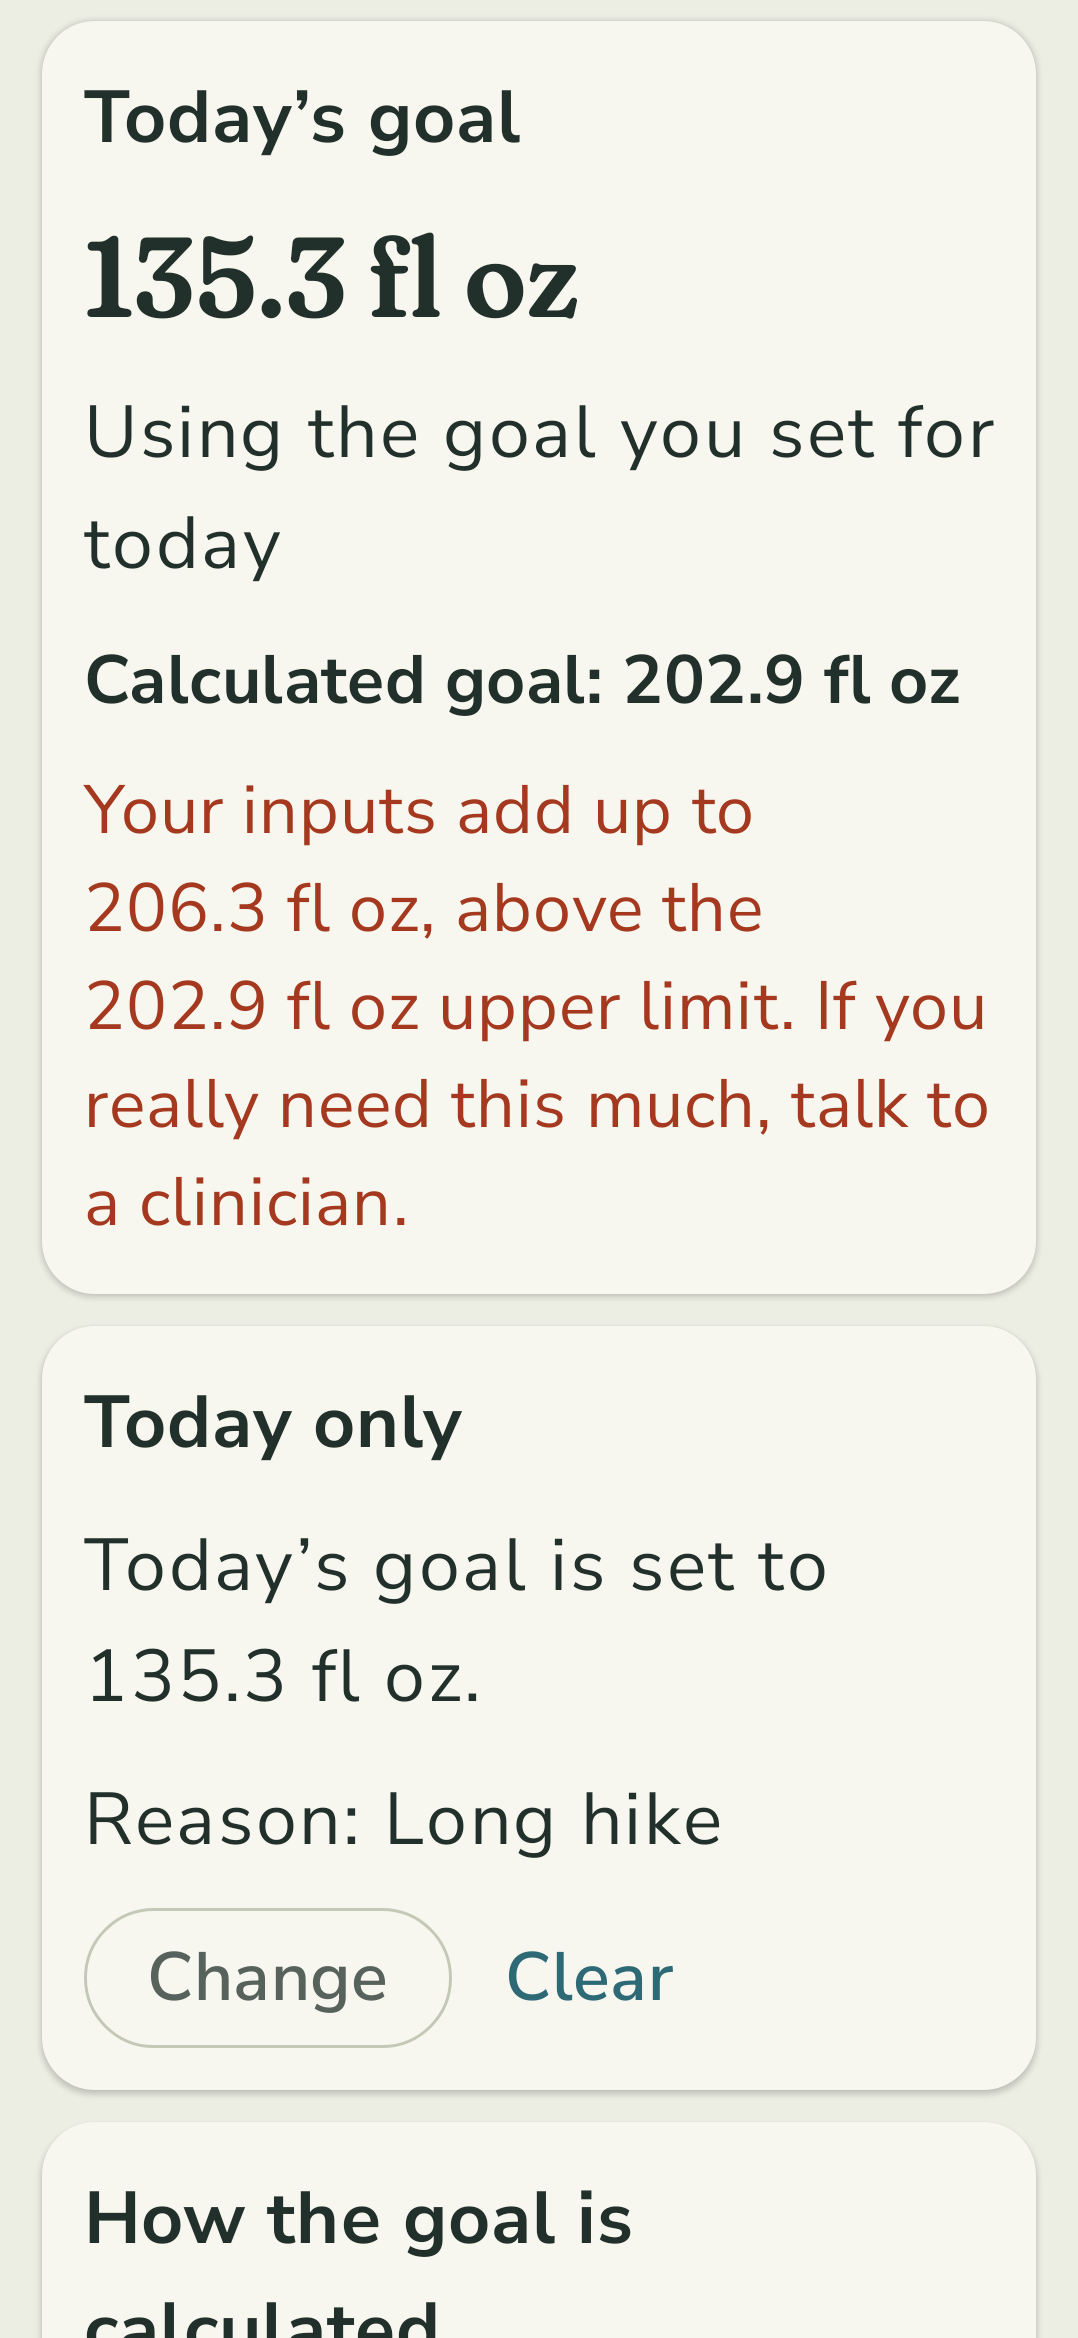 Today’s goal
135.3 fl oz
Using the goal you set for
today
Calculated goal: 202.9 fl oz
Your inputs add up to
206.3 fl oz, above the
202.9 fl oz upper limit. If you
really need this much, talk to
a clinician.
Today only
Today’s goal is set to
135.3 fl oz.
Reason: Long hike
Change
Clear
How the goal is
calculated